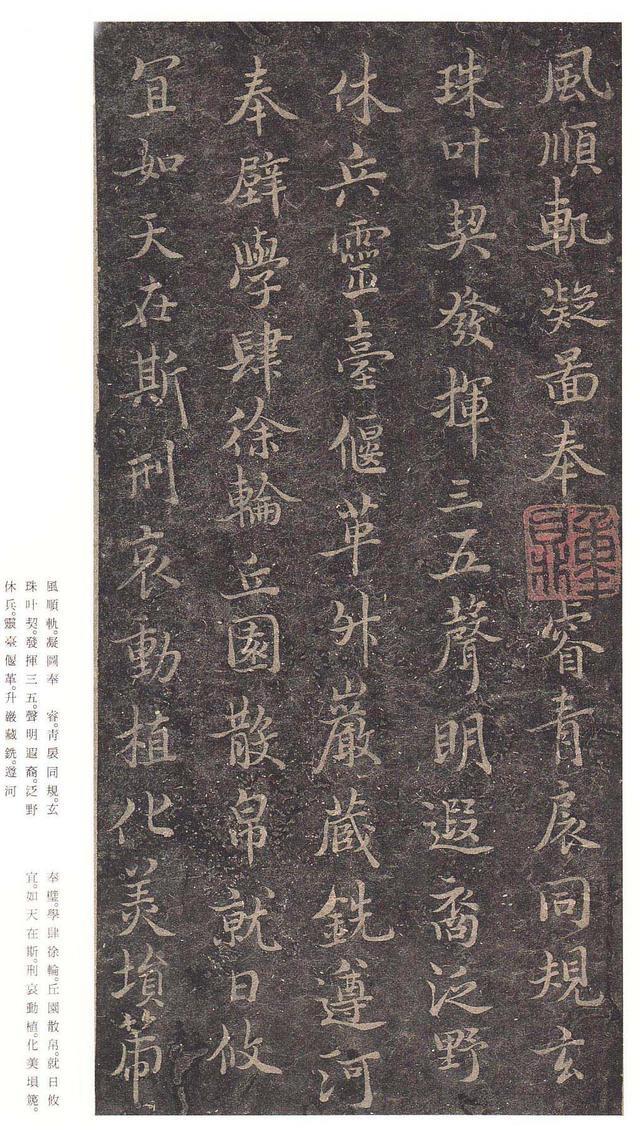 風順軌凝啚奉睿青扆同規玄
珠叶契發揮三五聲明遐裔泛野
休兵靈臺偃革升巖藏銑遵河
奉璧學肆徐輪丘園散帛就日攸
宜如天在斯刑哀動植化美塤箎
風順軌。凝圖奉　睿。青扆同規。玄
珠叶契。發揮三五。聲明遐裔。泛野
休兵。靈臺偃革。升巖藏銑。遵河
奉璧。學肆徐輪。丘園散帛。就日攸
宜。如天在斯。刑哀動植。化美塤篪。